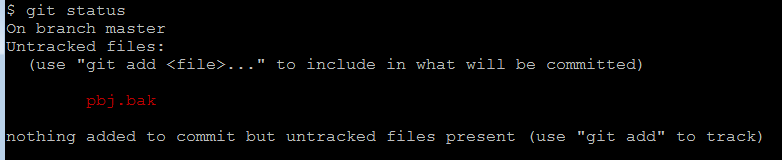 $ git status
On branch master
Untracked files:
  (use "git add <file>..." to include in what will be committed)
        pbj.bak
nothing added to commit but untracked files present (use "git add" to track)